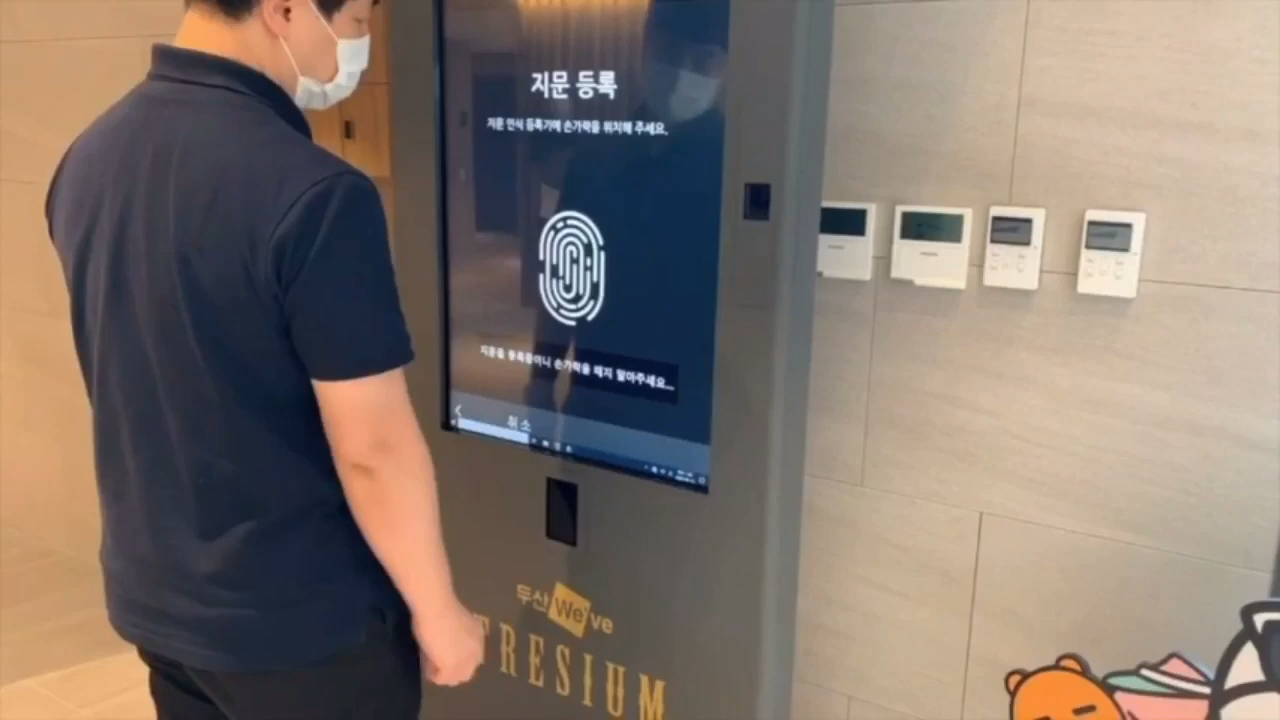 지문 등록
지문 인식 등록기에 손가락을 위치해 주세요.
지문을 등록중이니 손가락을 떼지 말아주세요...
취소
두산 We've
TRESIUM